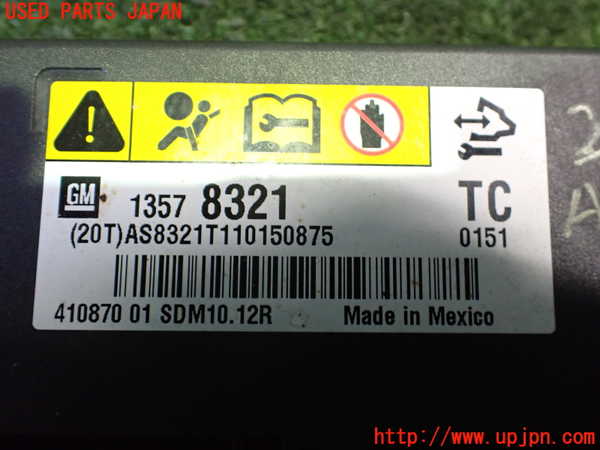 USED PARTS JAPAN
GM 1357 8321 TC
(20T)AS8321T110150875 0151
410870 01 SDM10.12R Made in Mexico
A
UPJ
www.upjpn.com